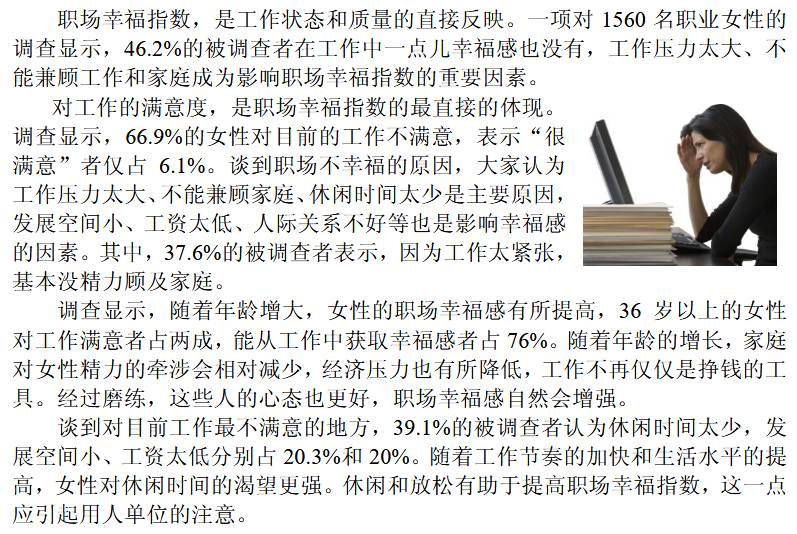 职场幸福指数，是工作状态和质量的直接反映。一项对 1560 名职业女性的
调查显示，46.2%的被调查者在工作中一点儿幸福感也没有，工作压力太大、不
能兼顾工作和家庭成为影响职场幸福指数的重要因素。
对工作的满意度，是职场幸福指数的最直接的体现。
调查显示，66.9%的女性对目前的工作不满意，表示“很
满意”者仅占 6.1%。谈到职场不幸福的原因，大家认为
工作压力太大、不能兼顾家庭、休闲时间太少是主要原因，
发展空间小、工资太低、人际关系不好等也是影响幸福感
的因素。其中，37.6%的被调查者表示，因为工作太紧张，
基本没精力顾及家庭。
调查显示，随着年龄增大，女性的职场幸福感有所提高，36 岁以上的女性
对工作满意者占两成，能从工作中获取幸福感者占 76%。随着年龄的增长，家庭
对女性精力的牵涉会相对减少，经济压力也有所降低，工作不再仅仅是挣钱的工
具。经过磨练，这些人的心态也更好，职场幸福感自然会增强。
谈到对目前工作最不满意的地方，39.1%的被调查者认为休闲时间太少，发
展空间小、工资太低分别占 20.3%和 20%。随着工作节奏的加快和生活水平的提
高，女性对休闲时间的渴望更强。休闲和放松有助于提高职场幸福指数，这一点
应引起用人单位的注意。